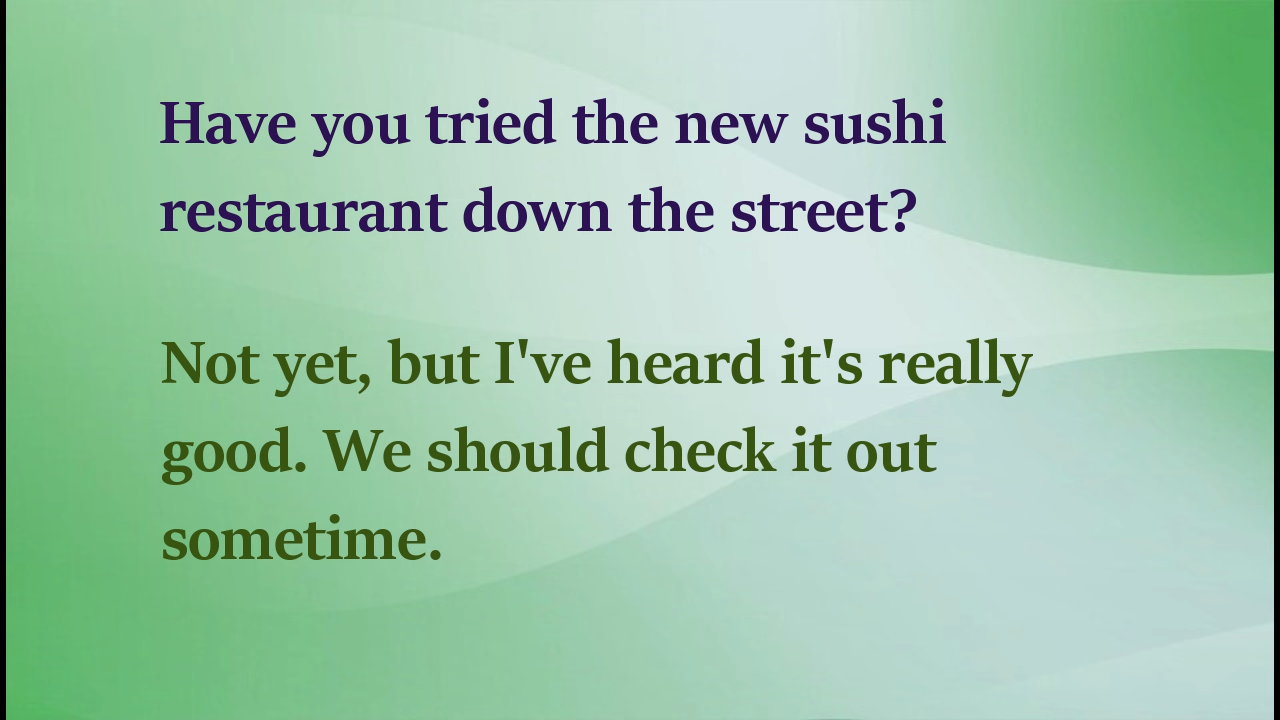 Have you tried the new sushi
restaurant down the street?
Not yet, but I've heard it's really
good. We should check it out
sometime.